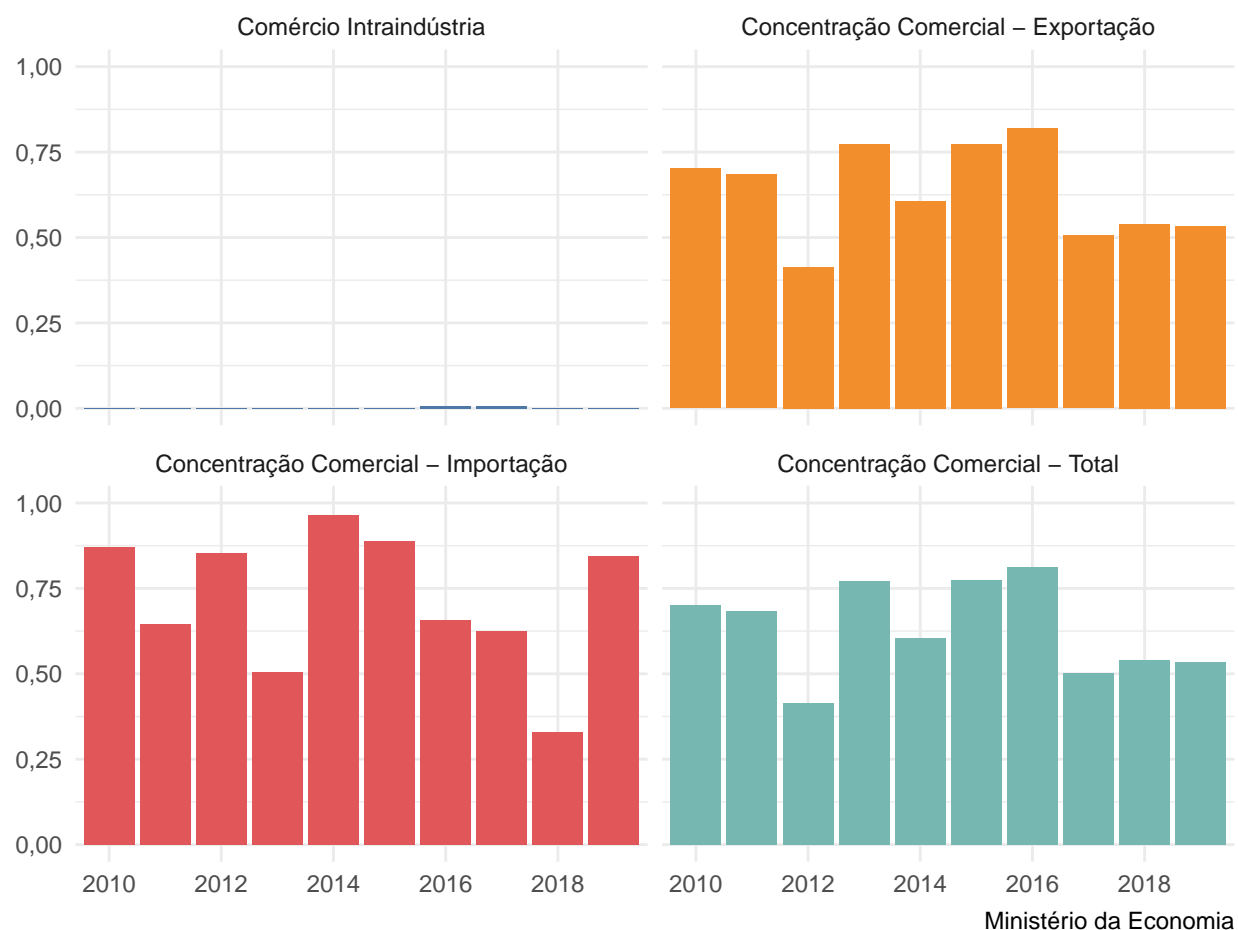 Comércio Intraindústria
Concentração Comercial – Exportação
1,00
0,75
0,50
0,25
0,00
Concentração Comercial – Importação
Concentração Comercial – Total
1,00
0,75
0,50
0,25
0,00
2010 2012 2014 2016 2018
2010 2012 2014 2016 2018
Ministério da Economia